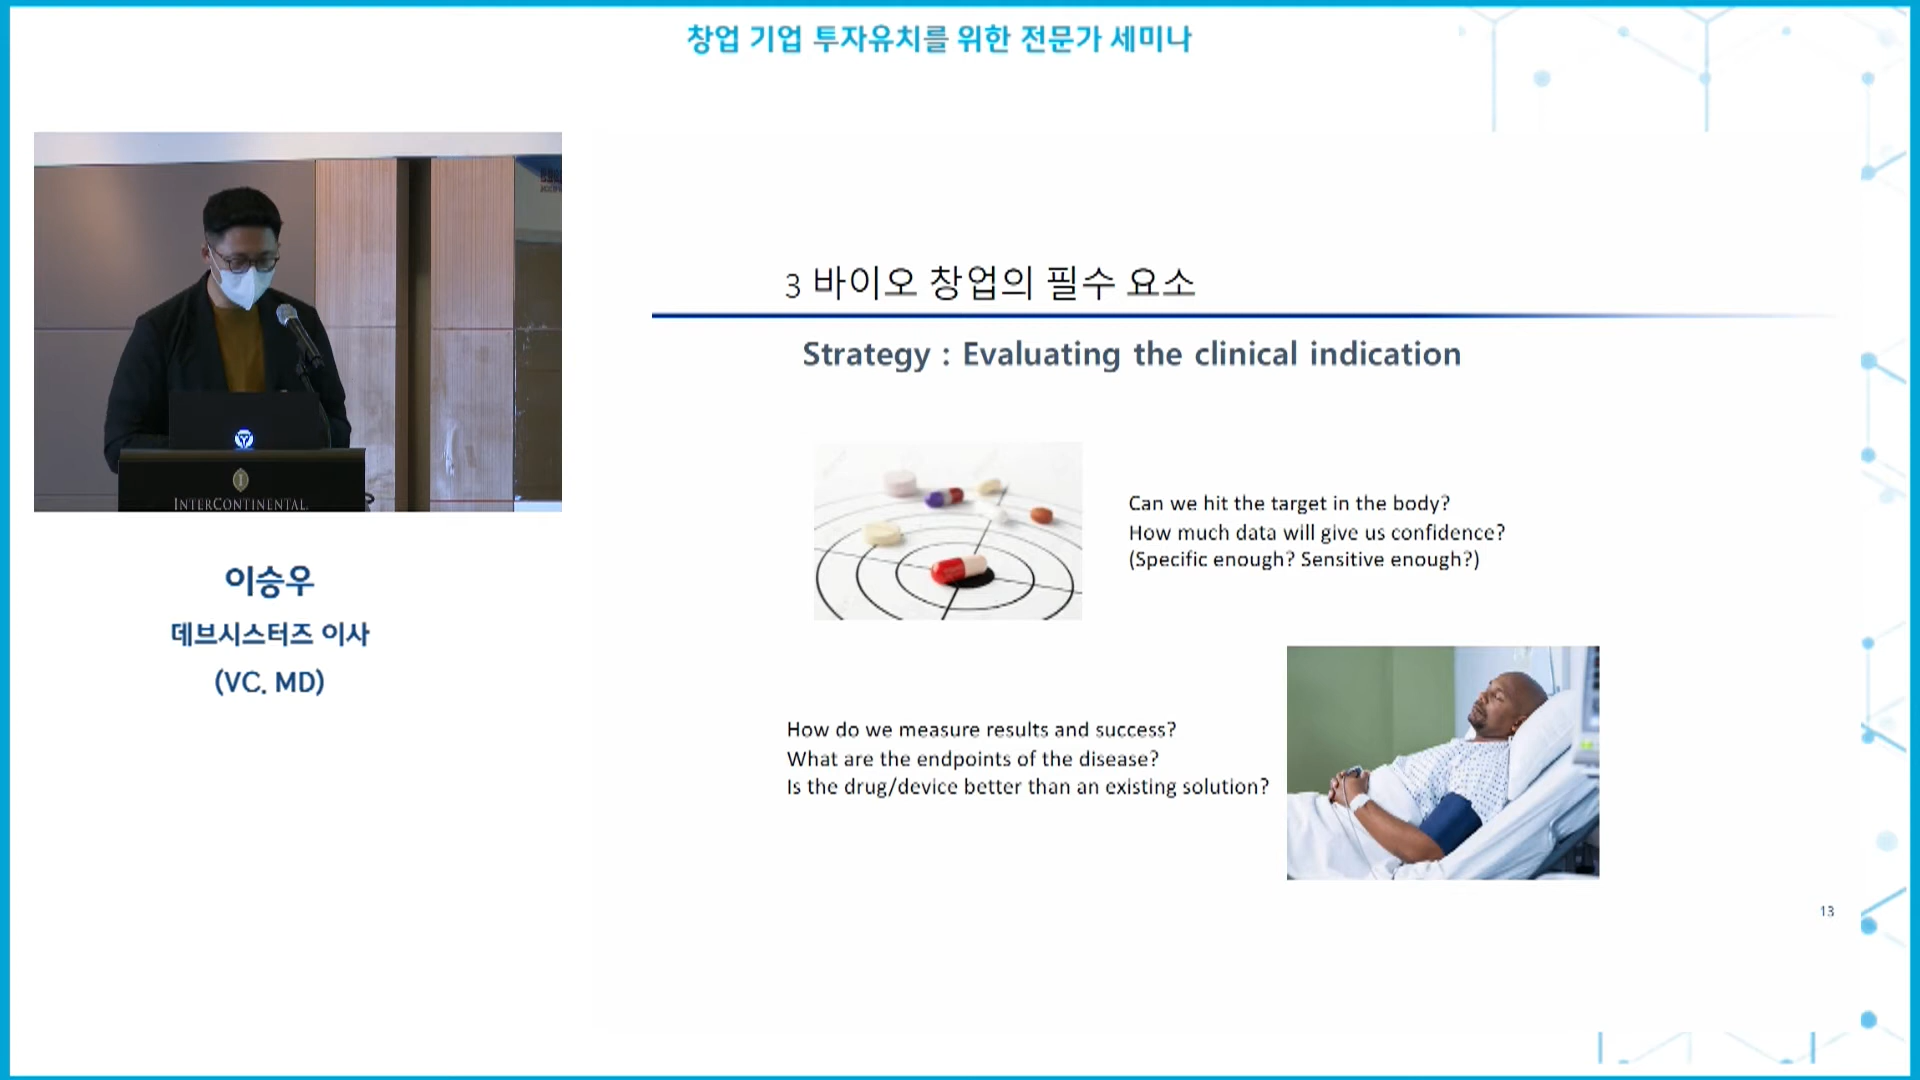 창업 기업 투자유치를 위한 전문가 세미나
INTERCONTINENTAL
이승우
데브시스터즈 이사
(VC, MD)
3 바이오 창업의 필수 요소
Strategy : Evaluating the clinical indication
Can we hit the target in the body?
How much data will give us confidence?
(Specific enough? Sensitive enough?)
How do we measure results and success?
What are the endpoints of the disease?
Is the drug/device better than an existing solution?
13